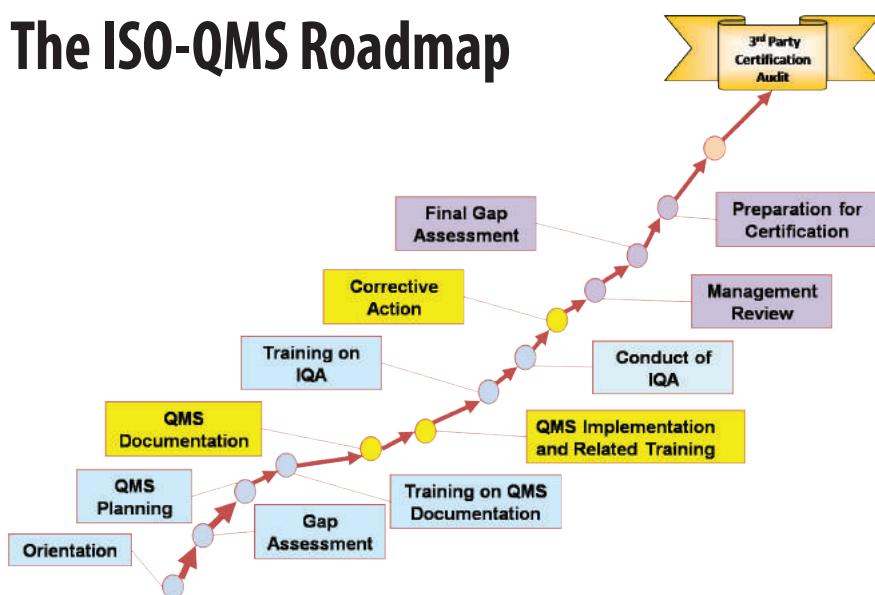 The ISO-QMS Roadmap
3rd Party
Certification
Audit
Final Gap
Assessment
Preparation for
Certification
Corrective
Action
Management
Review
Training on
IQA
Conduct of
IQA
QMS
Documentation
QMS Implementation
and Related Training
QMS
Planning
Training on QMS
Documentation
Gap
Assessment
Orientation